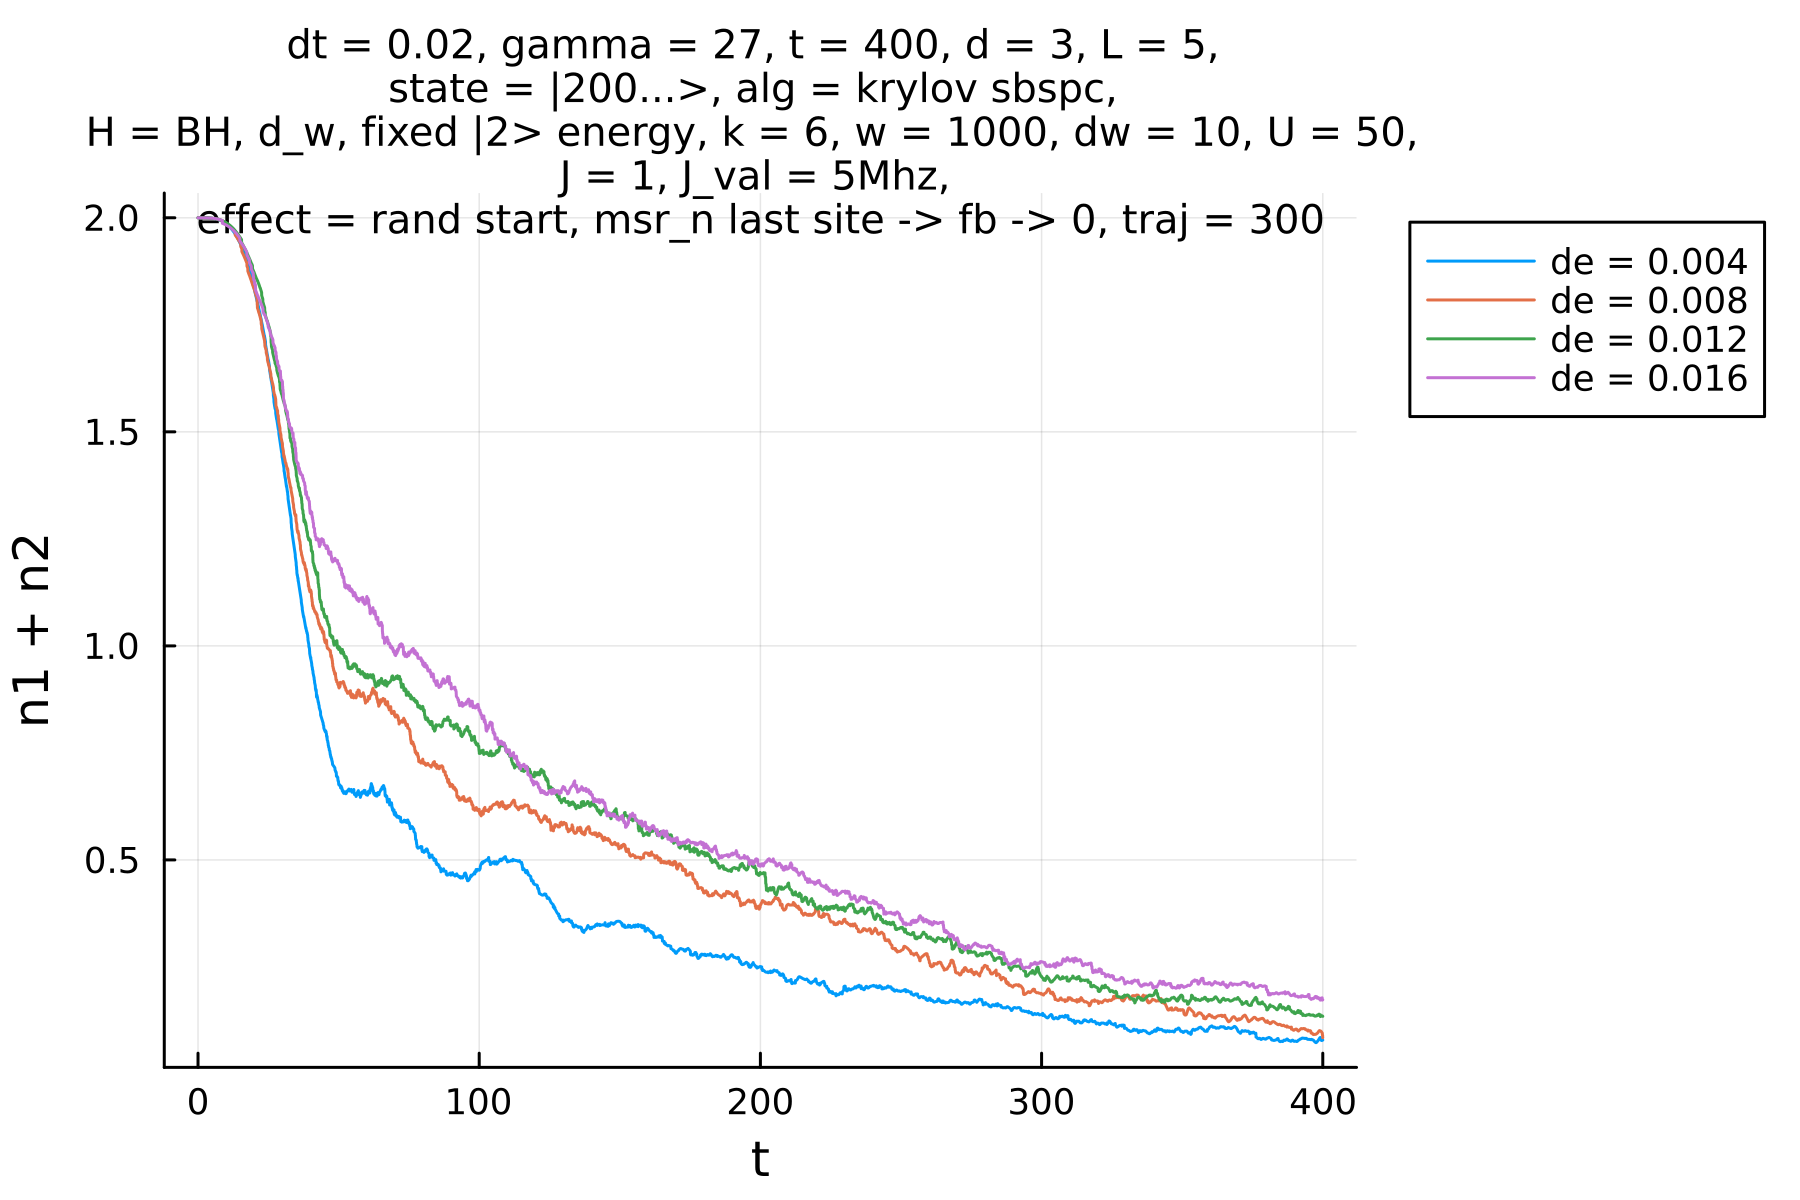 dt = 0.02, gamma = 27, t = 400, d = 3, L = 5,
state = |200...>, alg = krylov sbspc,
H = BH, d_w, fixed |2> energy, k = 6, w = 1000, dw = 10, U = 50,
J = 1, J_val = 5Mhz,
effect = rand start, msr_n last site -> fb -> 0, traj = 300
2.0
1.5
1.0
0.5
n1 + n2
0 100 200 300 400
t
de = 0.004
de = 0.008
de = 0.012
de = 0.016